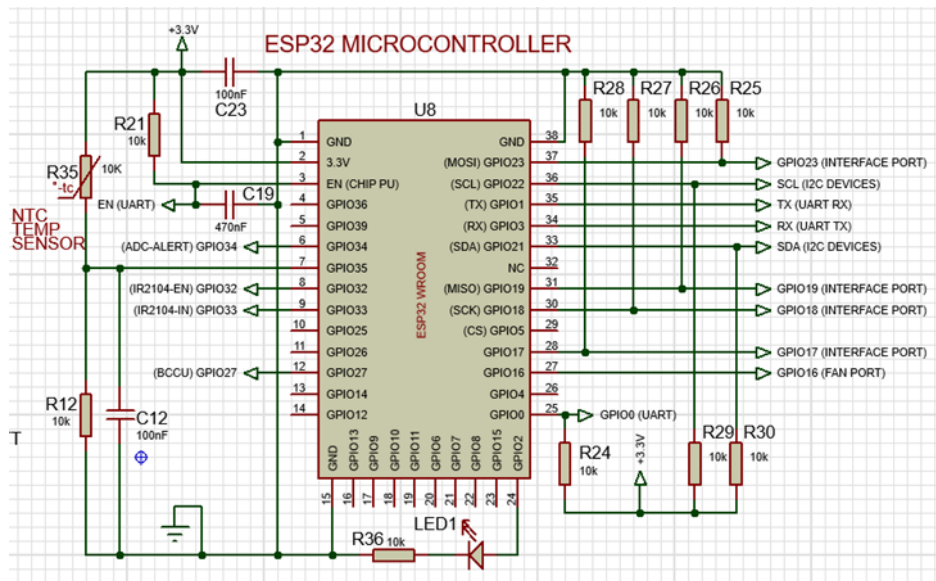 +3.3V
ESP32 MICROCONTROLLER
100nF
C23
R28
10k
R27
10k
R26
10k
R25
10k
U8
R21
10k
R35
10K
-tc
NTC
TEMP
SENSOR
EN (UART)
C19
470nF
(ADC-ALERT) GPIO34
(IR2104-EN) GPIO32
(IR2104-IN) GPIO33
(BCCU) GPIO27
1 GND
2 3.3V
3 EN (CHIP PU)
4 GPIO36
5 GPIO39
6 GPIO34
7 GPIO35
8 GPIO32
9 GPIO33
10 GPIO25
11 GPIO26
12 GPIO27
13 GPIO14
14 GPIO12
ESP32 WROOM
GND 38
(MOSI) GPIO23 37
(SCL) GPIO22 36
(TX) GPIO1 35
(RX) GPIO3 34
(SDA) GPIO21 33
NC 32
(MISO) GPIO19 31
(SCK) GPIO18 30
(CS) GPIO5 29
GPIO17 28
GPIO16 27
GPIO4 26
GPIO0 25
GPIO23 (INTERFACE PORT)
SCL (I2C DEVICES)
TX (UART RX)
RX (UART TX)
SDA (I2C DEVICES)
GPIO19 (INTERFACE PORT)
GPIO18 (INTERFACE PORT)
GPIO17 (INTERFACE PORT)
GPIO16 (FAN PORT)
GPIO0 (UART)
R12
10k
C12
100nF
T
GND 15
GPIO13 16
GPIO9 17
GPIO10 18
GPIO11 19
GPIO6 20
GPIO7 21
GPIO8 22
GPIO15 23
GPIO2 24
R24
10k
+3.3V
R29
10k
R30
10k
LED1
R36 10k